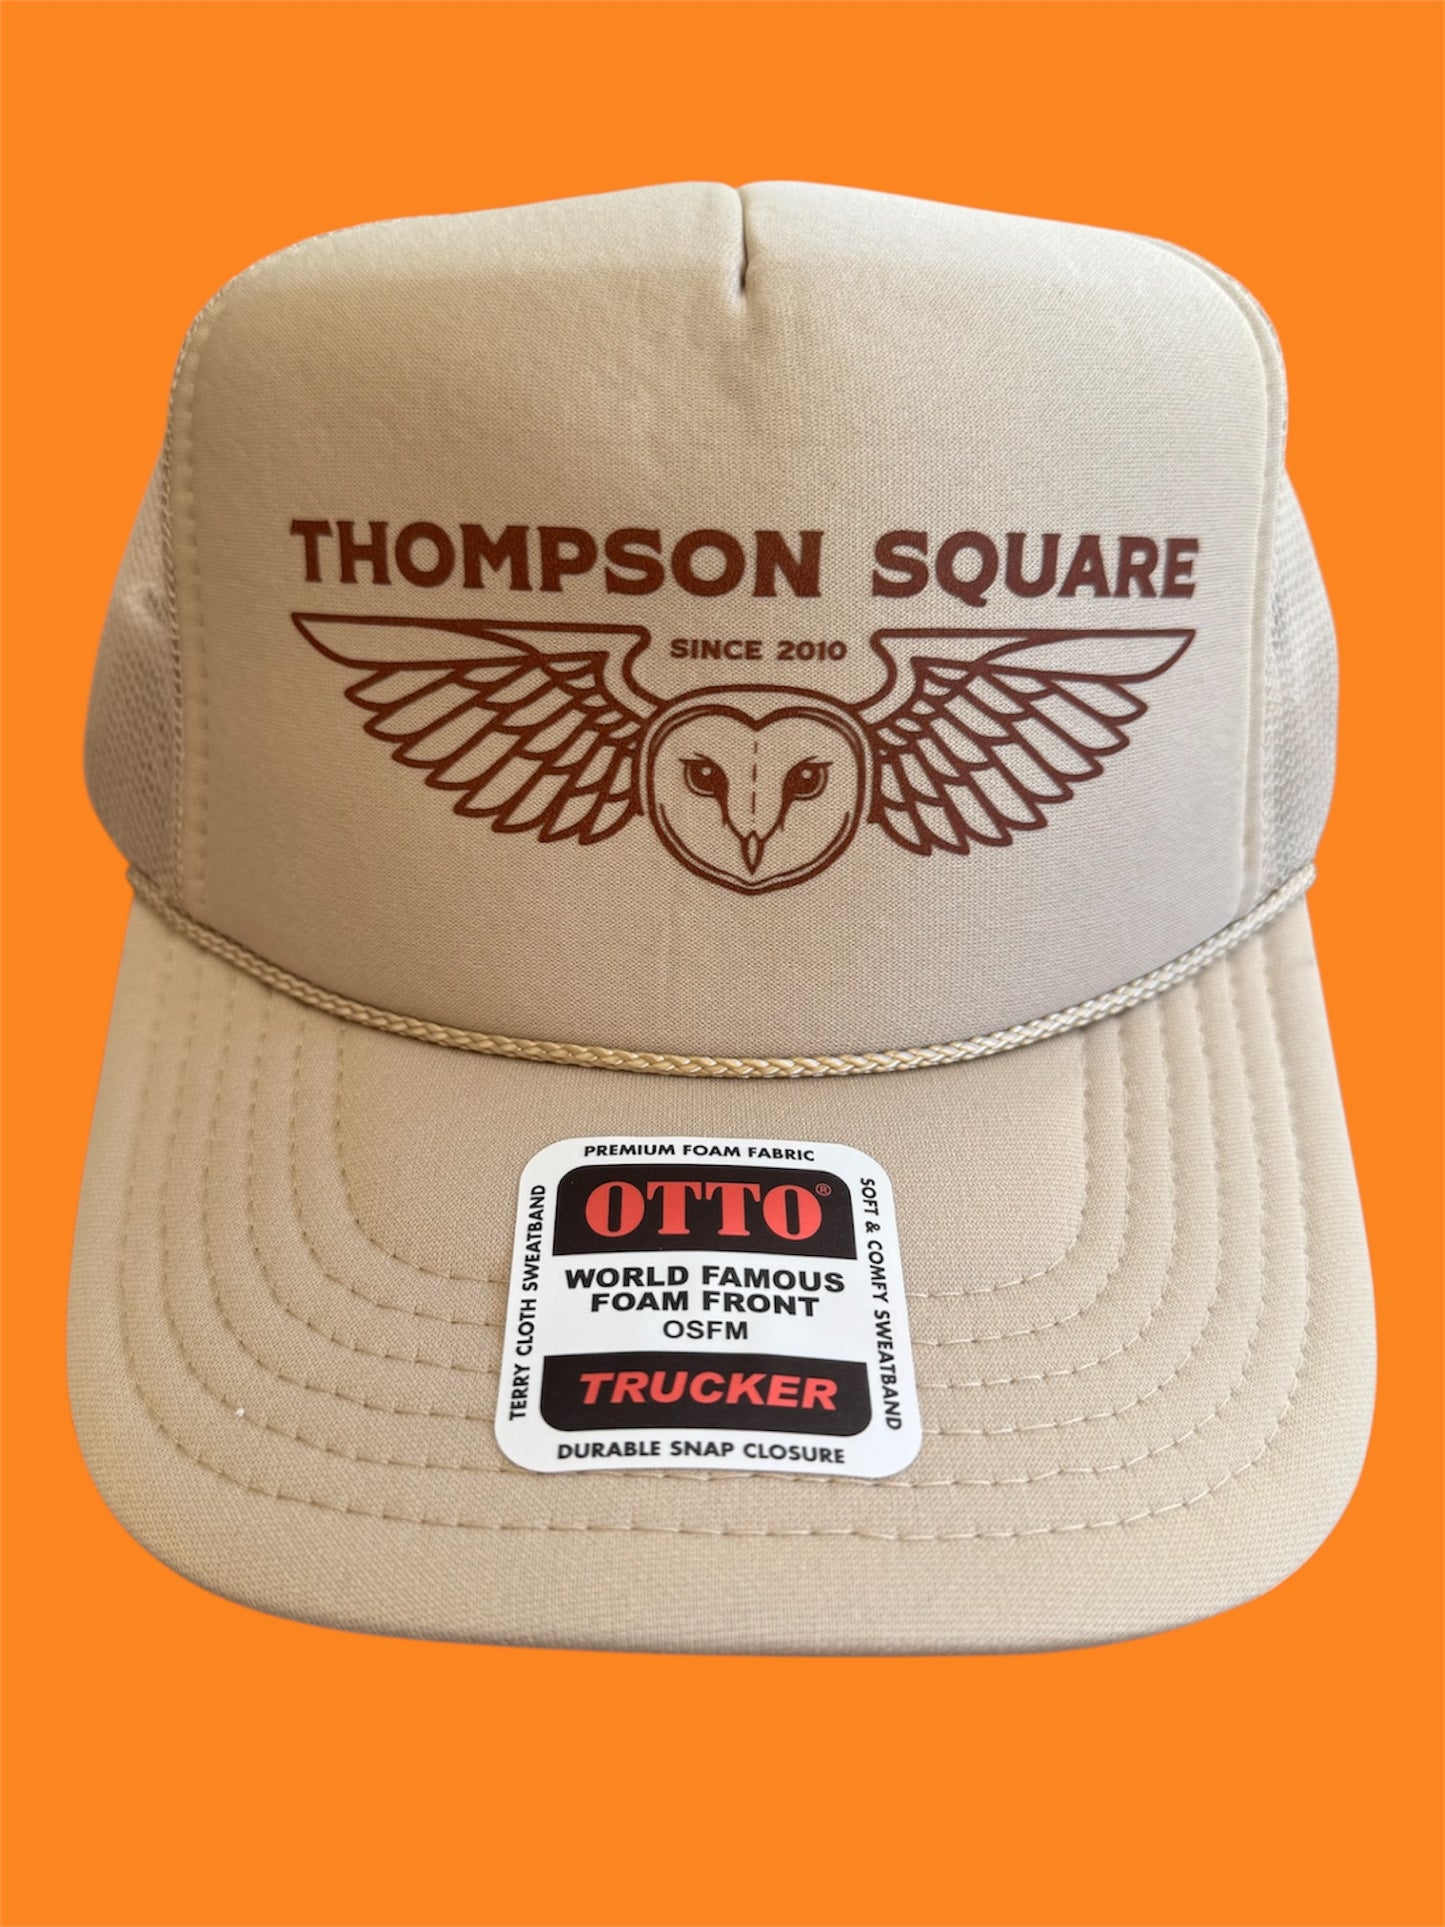 THOMPSON SQUARE
SINCE 2010
PREMIUM FOAM FABRIC
OTTO®
WORLD FAMOUS
FOAM FRONT
OSFM
TRUCKER
DURABLE SNAP CLOSURE
TERRY CLOTH SWEATBAND
SOFT & COMFY SWEATBAND